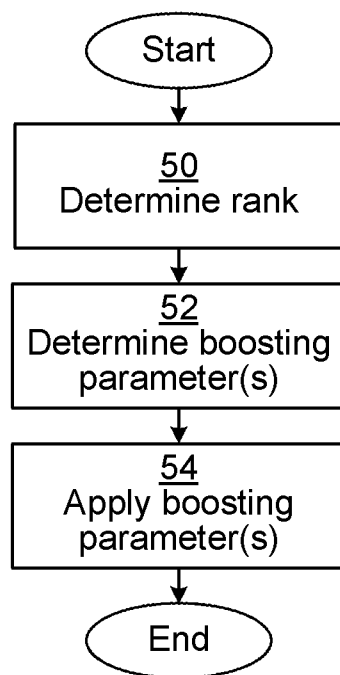 Start
50
Determine rank
52
Determine boosting
parameter(s)
54
Apply boosting
parameter(s)
End